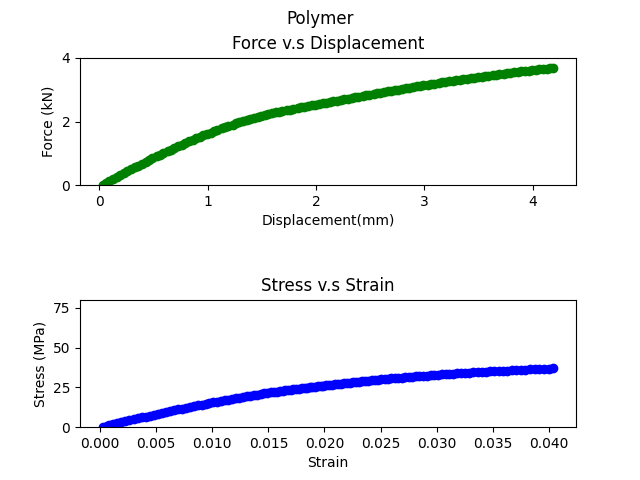 Polymer
Force v.s Displacement
4
2
0
Force (kN)
0 1 2 3 4
Displacement(mm)
Stress v.s Strain
75
50
25
0
Stress (MPa)
0.000 0.005 0.010 0.015 0.020 0.025 0.030 0.035 0.040
Strain